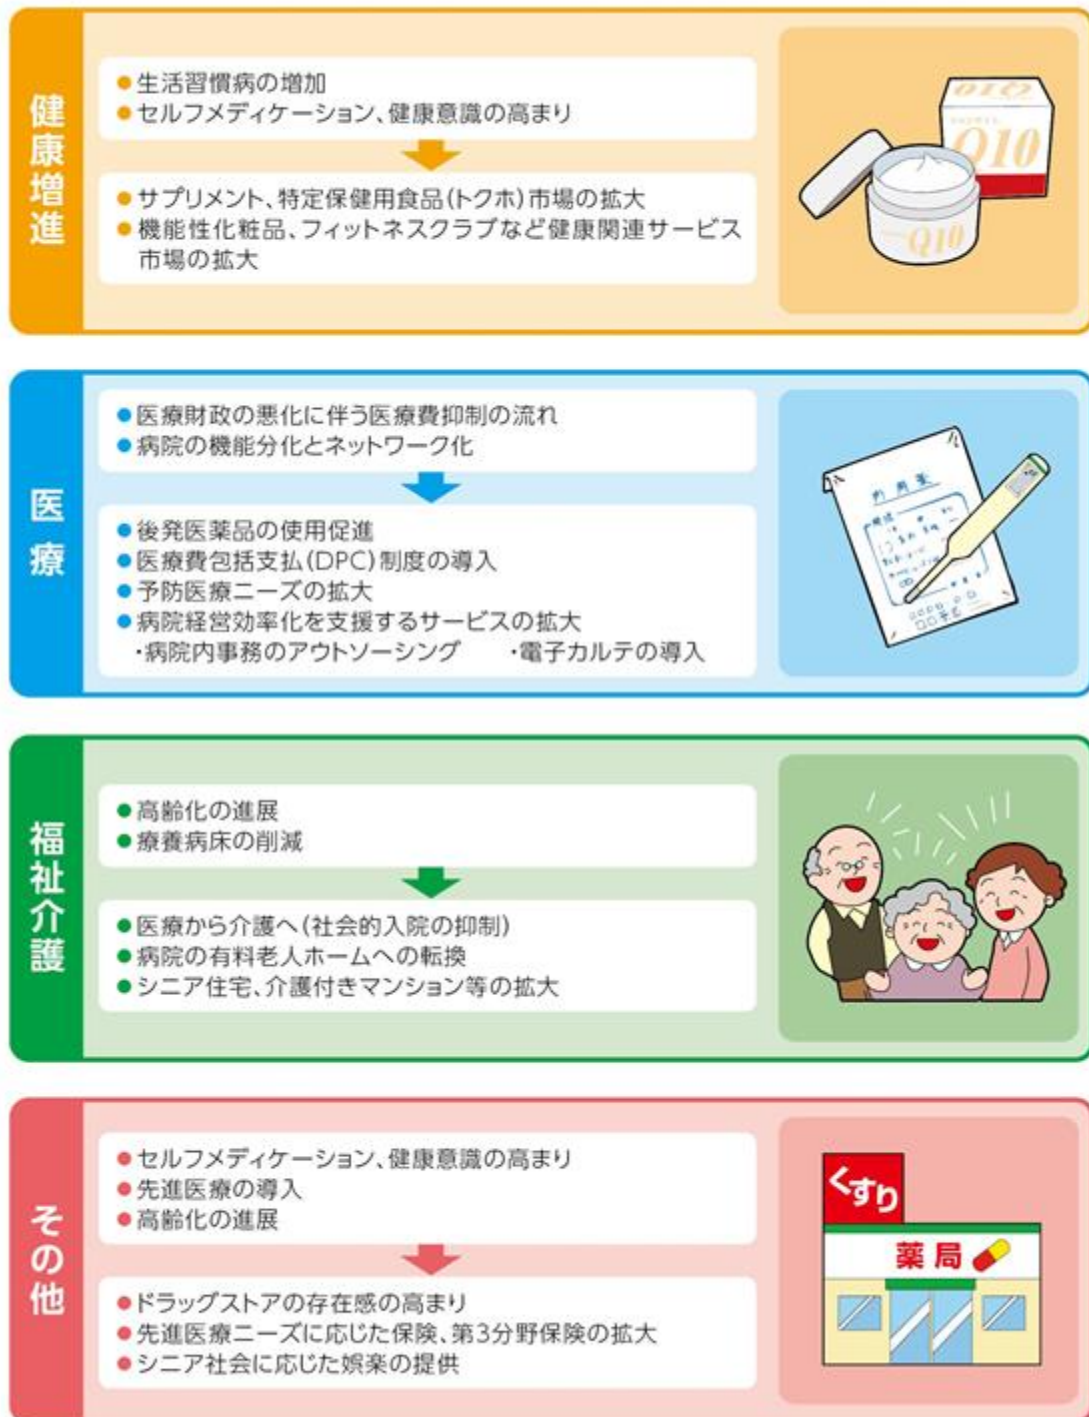 健康増進
●生活習慣病の増加
●セルフメディケーション、健康意識の高まり
●サプリメント、特定保健用食品(トクホ)市場の拡大
●機能性化粧品、フィットネスクラブなど健康関連サービス
市場の拡大
Q10
Q10
Q10
医療
●医療財政の悪化に伴う医療費抑制の流れ
●病院の機能分化とネットワーク化
●後発医薬品の使用促進
●医療費包括支払(DPC)制度の導入
●予防医療ニーズの拡大
●病院経営効率化を支援するサービスの拡大
・病院内事務のアウトソーシング ・電子カルテの導入
内用薬
福祉介護
●高齢化の進展
●療養病床の削減
●医療から介護へ(社会的入院の抑制)
●病院の有料老人ホームへの転換
●シニア住宅、介護付きマンション等の拡大
その他
●セルフメディケーション、健康意識の高まり
●先進医療の導入
●高齢化の進展
●ドラッグストアの存在感の高まり
●先進医療ニーズに応じた保険、第3分野保険の拡大
●シニア社会に応じた娯楽の提供
くすり
薬局